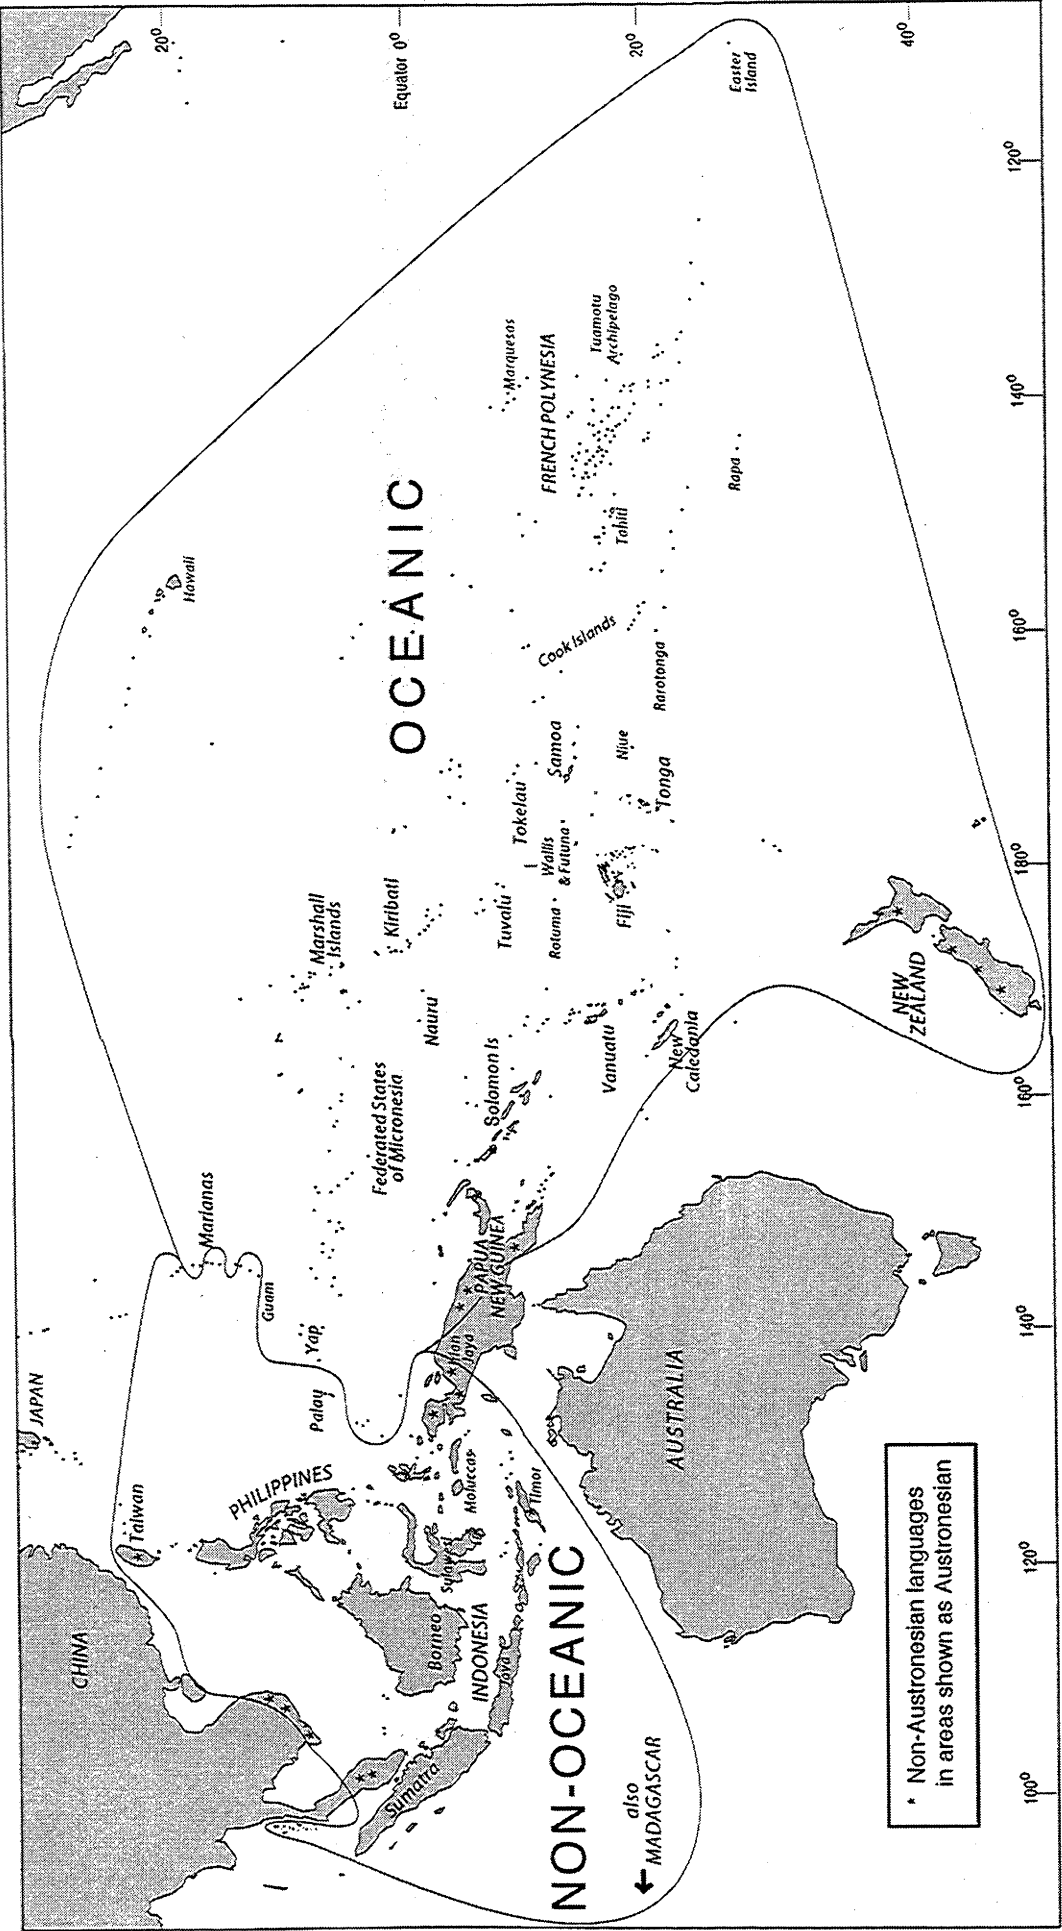 JAPAN
CHINA
Taiwan
20°
Hawaii
Marianas
Guam
PHILIPPINES
Marshall
Islands
Yap
Palau
Federated States
of Micronesia
Kiribati
Equator 0°
OCEANIC
Nauru
Sumatra
Borneo
Sulawesi
Moluccas
Irian
Jaya
PAPUA
NEW GUINEA
Solomon Is
Tuvalu
Tokelau
Marquesas
INDONESIA
Java
Timor
Rotuma
Wallis
& Futuna
Samoa
FRENCH POLYNESIA
NON-OCEANIC
Cook Islands
Tuamotu
Archipelago
Vanuatu
Fiji
Niue
Tahiti
20°
also
MADAGASCAR
New
Caledonia
Tonga
Rarotonga
AUSTRALIA
Rapa
Easter
Island
NEW
ZEALAND
40°
* Non-Austronesian languages
in areas shown as Austronesian
100°
120°
140°
160°
180°
160°
140°
120°